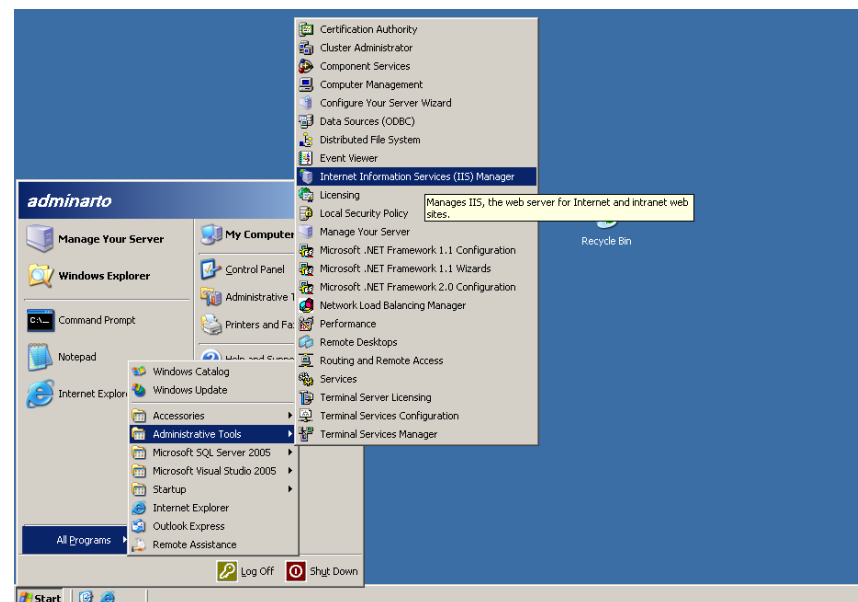 Certification Authority
Cluster Administrator
Component Services
Computer Management
Configure Your Server Wizard
Data Sources (ODBC)
Distributed File System
Event Viewer
Internet Information Services (IIS) Manager
Licensing
Local Security Policy
Manage Your Server
Microsoft .NET Framework 1.1 Configuration
Microsoft .NET Framework 1.1 Wizards
Microsoft .NET Framework 2.0 Configuration
Network Load Balancing Manager
Performance
Remote Desktops
Routing and Remote Access
Services
Terminal Server Licensing
Terminal Services Configuration
Terminal Services Manager
Manages IIS, the web server for Internet and intranet web
sites.
Recycle Bin
adminarto
Manage Your Server
Windows Explorer
Command Prompt
Notepad
Internet Explor
My Computer
Control Panel
Administrative T
Printers and Fa
Windows Catalog
Windows Update
Accessories
Administrative Tools
Microsoft SQL Server 2005
Microsoft Visual Studio 2005
Startup
Internet Explorer
Outlook Express
Remote Assistance
All Programs
Log Off
Shut Down
Start